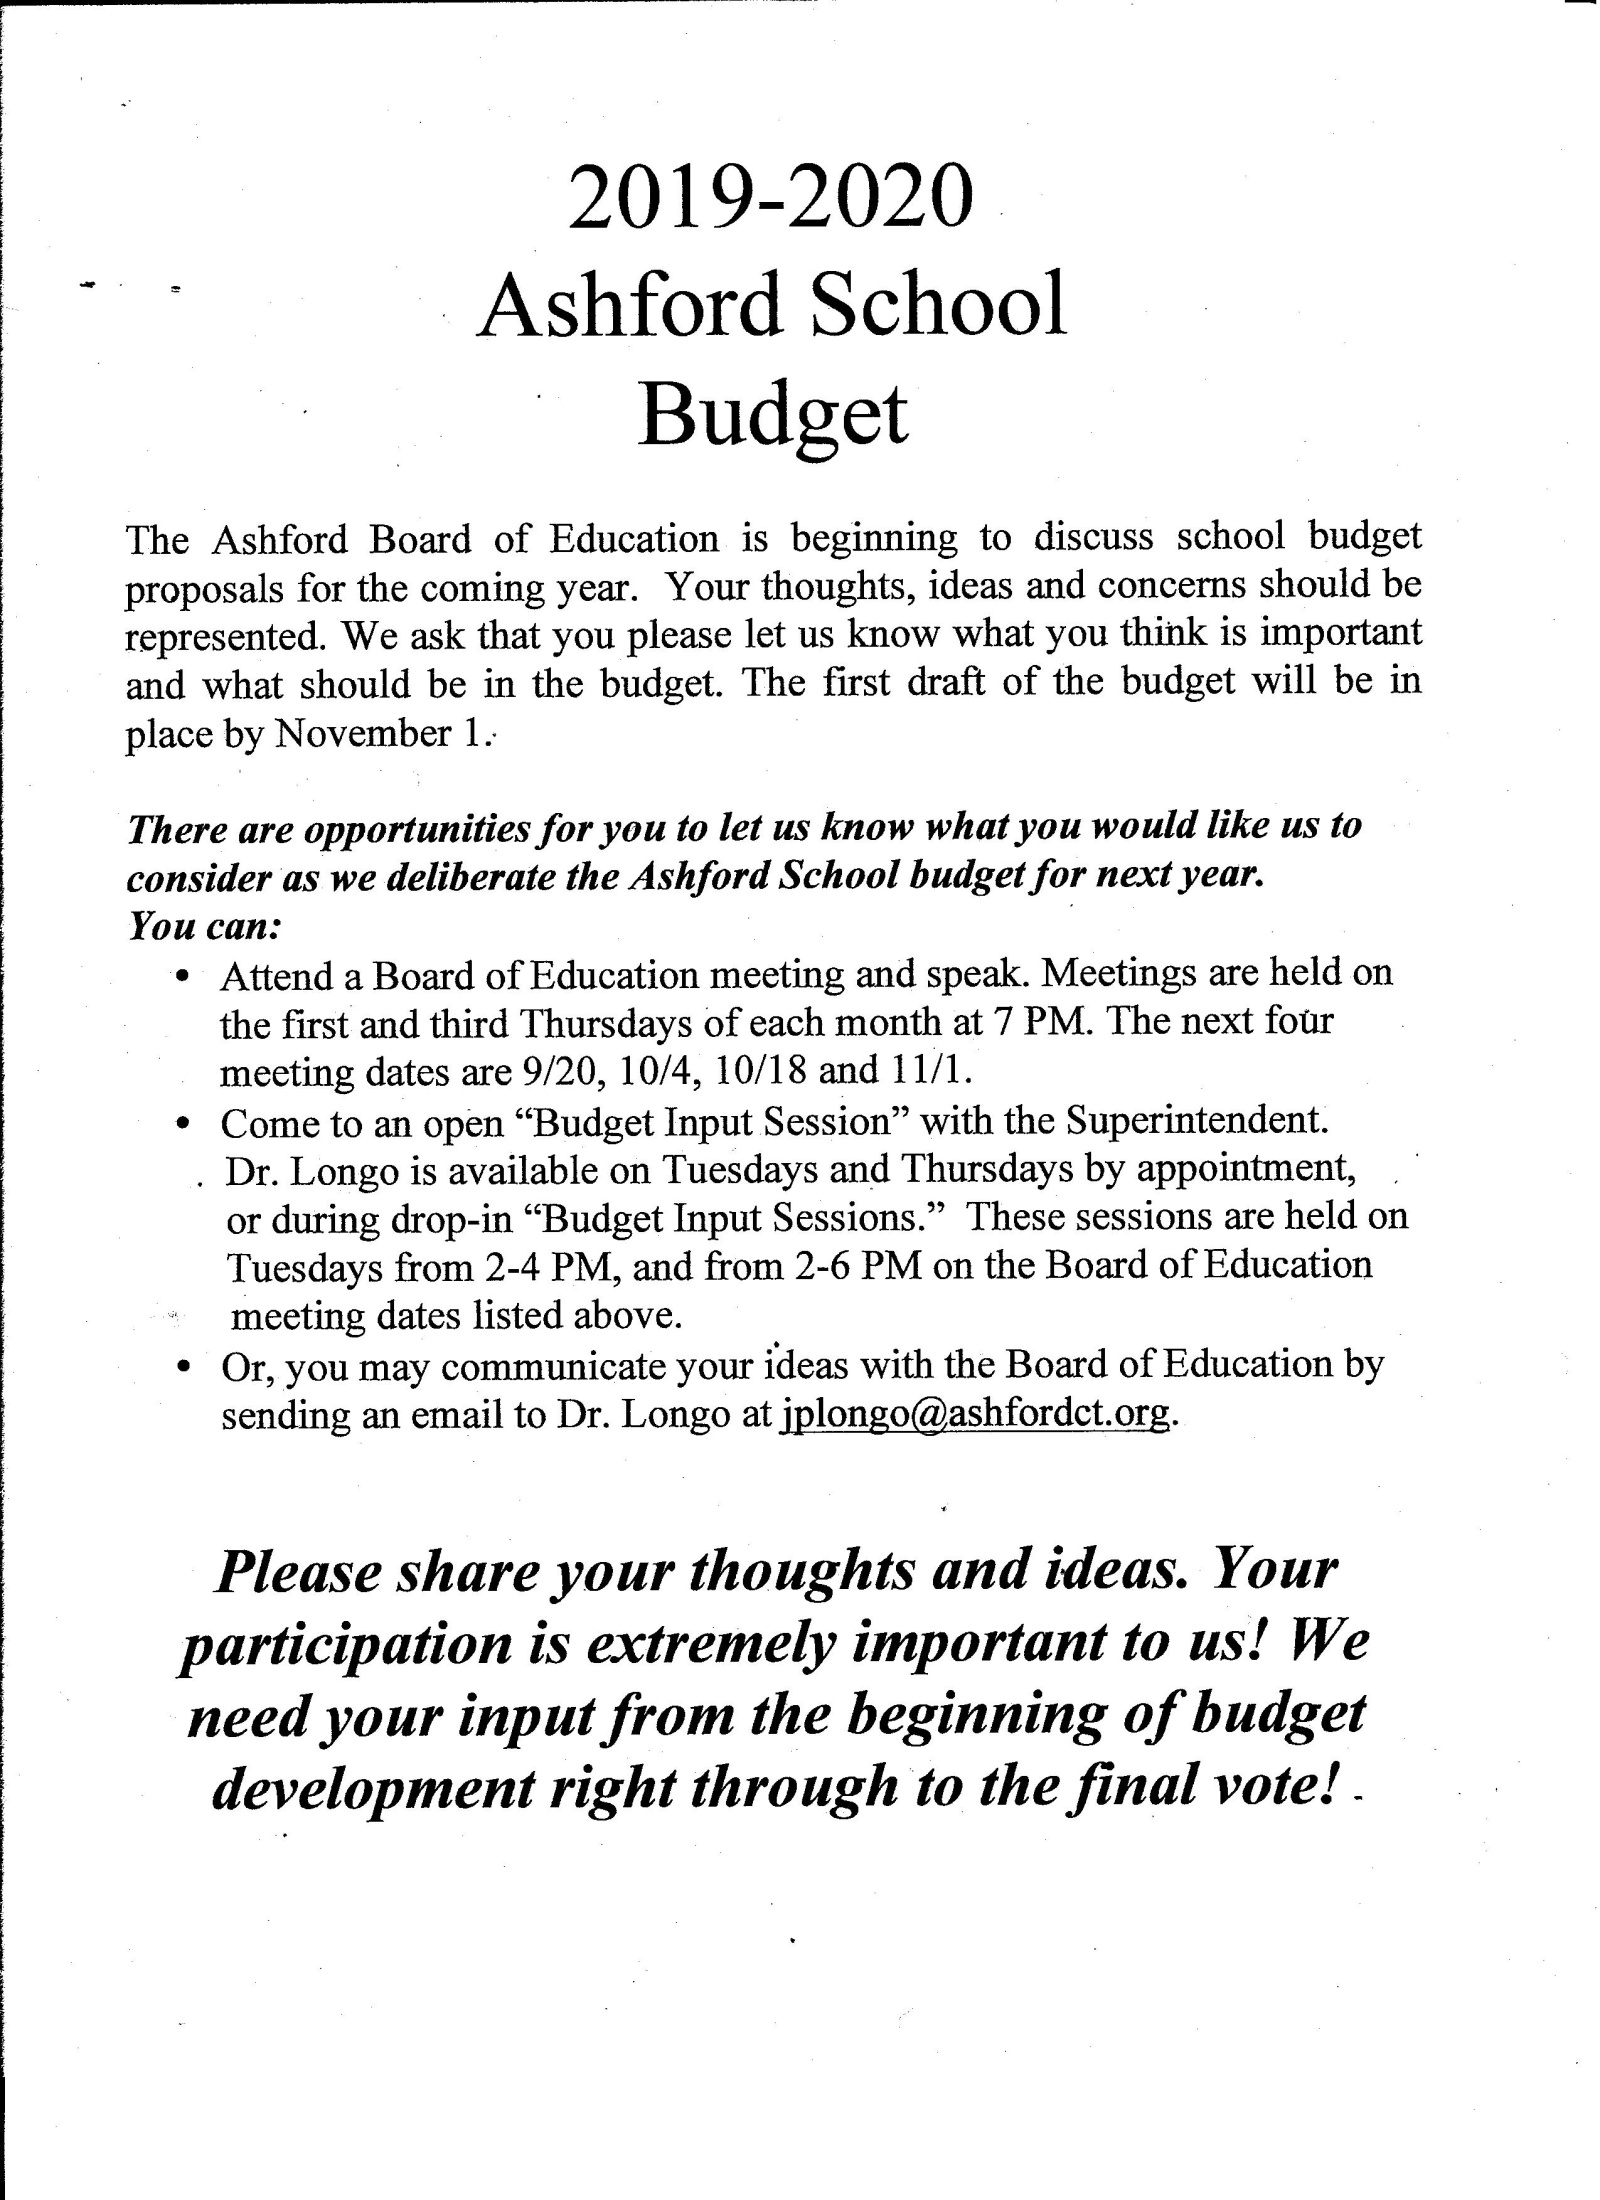 2019-2020
Ashford School
Budget
The Ashford Board of Education is beginning to discuss school budget
proposals for the coming year. Your thoughts, ideas and concerns should be
represented. We ask that you please let us know what you think is important
and what should be in the budget. The first draft of the budget will be in
place by November 1.
There are opportunities for you to let us know what you would like us to
consider as we deliberate the Ashford School budget for next year.
You can:
• Attend a Board of Education meeting and speak. Meetings are held on
the first and third Thursdays of each month at 7 PM. The next four
meeting dates are 9/20, 10/4, 10/18 and 11/1.
• Come to an open “Budget Input Session” with the Superintendent.
Dr. Longo is available on Tuesdays and Thursdays by appointment,
or during drop-in “Budget Input Sessions.” These sessions are held on
Tuesdays from 2-4 PM, and from 2-6 PM on the Board of Education
meeting dates listed above.
• Or, you may communicate your ideas with the Board of Education by
sending an email to Dr. Longo at jplongo@ashfordct.org.
Please share your thoughts and ideas. Your
participation is extremely important to us! We
need your input from the beginning of budget
development right through to the final vote!